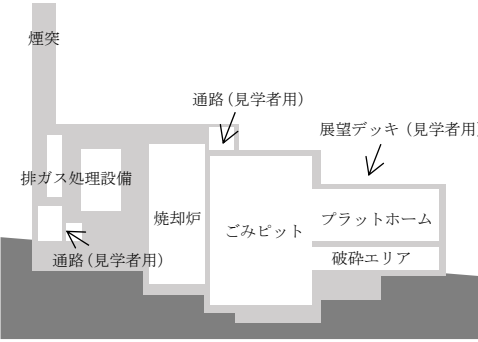 煙突
通路(見学者用)
展望デッキ(見学者用)
排ガス処理設備
焼却炉
ごみピット
プラットホーム
通路(見学者用)
破砕エリア